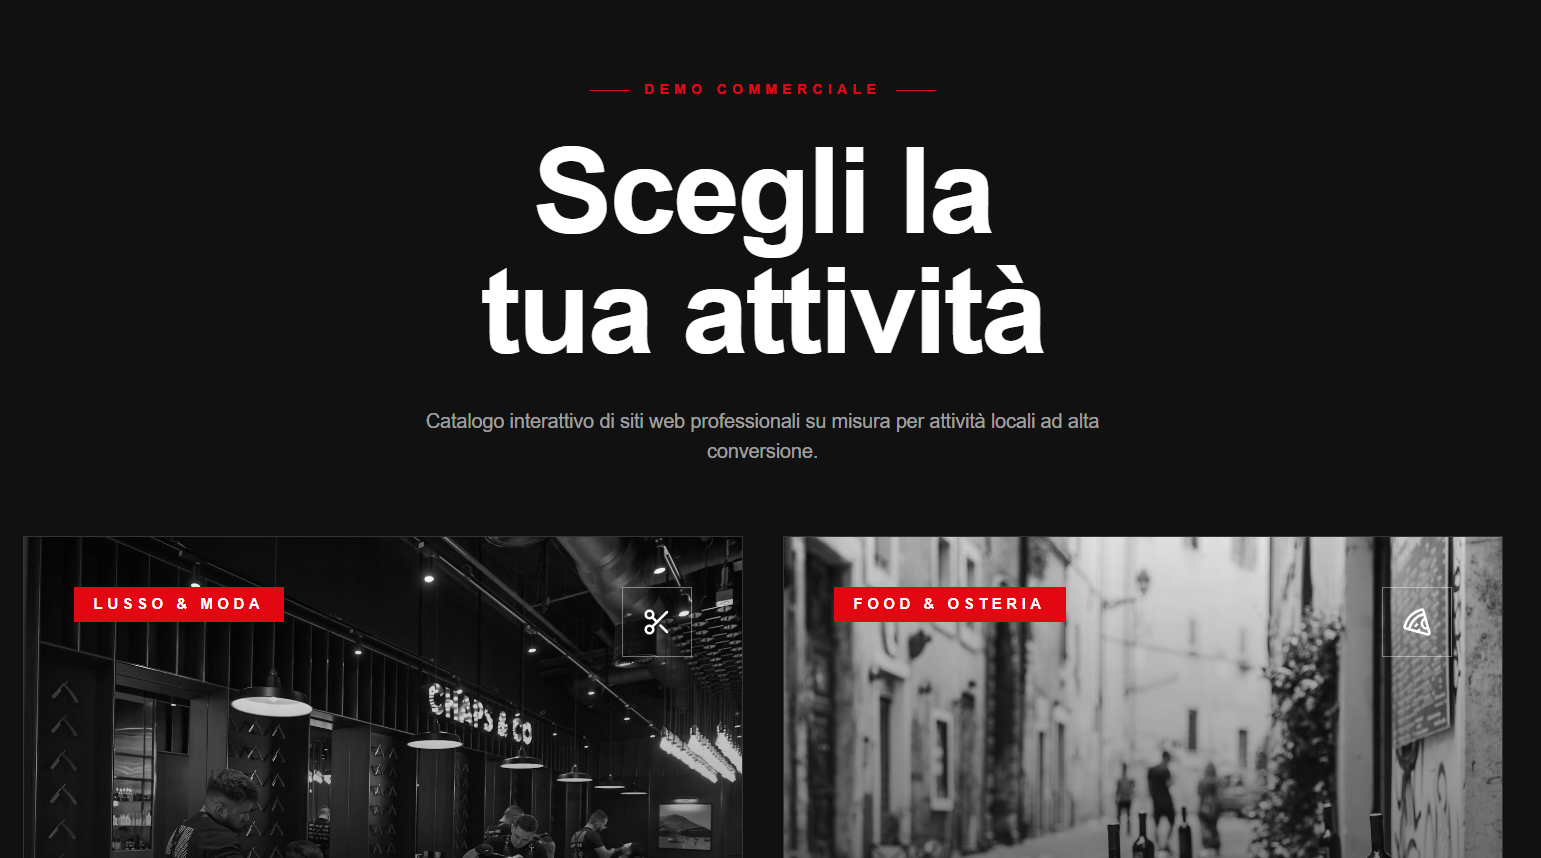 DEMO COMMERCIALE
Scegli la
tua attività
Catalogo interattivo di siti web professionali su misura per attività locali ad alta
conversione.
LUSSO & MODA
FOOD & OSTERIA
CHAPS & CO